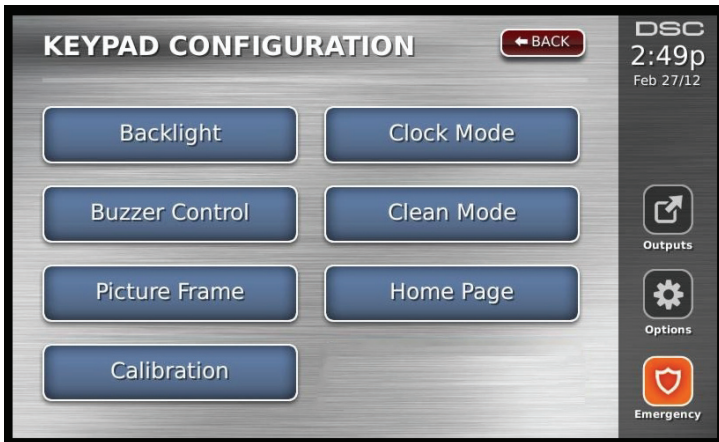 KEYPAD CONFIGURATION
BACK
DSC
2:49p
Feb 27/12
Backlight
Clock Mode
Buzzer Control
Clean Mode
Picture Frame
Home Page
Calibration
Outputs
Options
Emergency